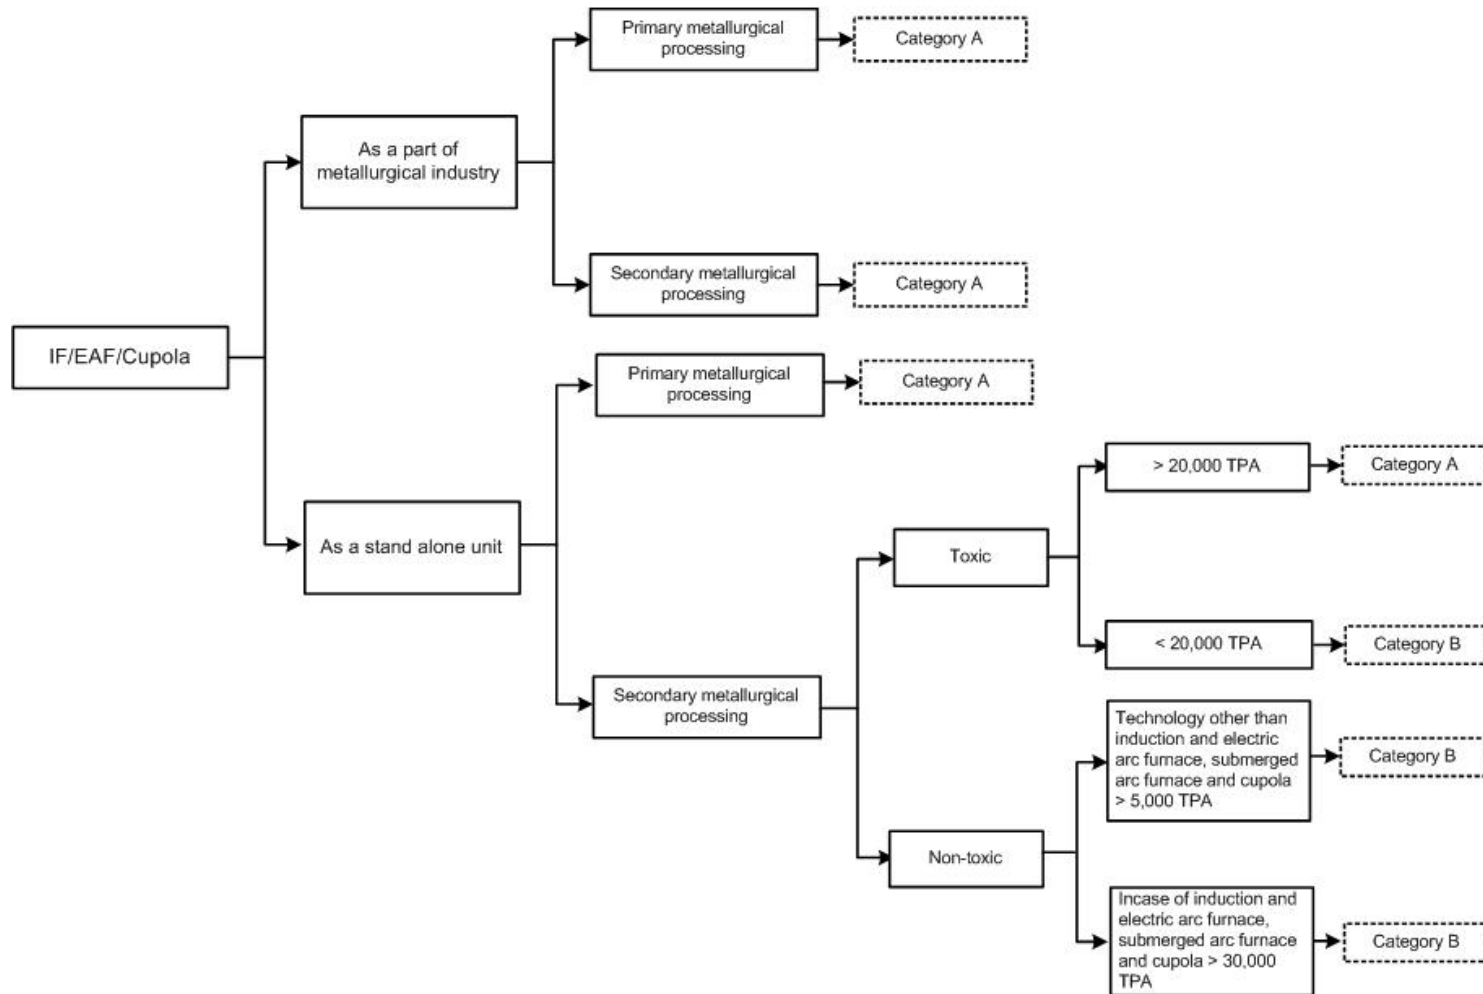 Primary metallurgical
processing
Category A
As a part of
metallurgical industry
Secondary metallurgical
processing
Category A
IF/EAF/Cupola
Primary metallurgical
processing
Category A
As a stand alone unit
Secondary metallurgical
processing
Toxic
> 20,000 TPA
Category A
< 20,000 TPA
Category B
Non-toxic
Technology other than
induction and electric
arc furnace, submerged
arc furnace and cupola
> 5,000 TPA
Category B
Incase of induction and
electric arc furnace,
submerged arc furnace
and cupola > 30,000
TPA
Category B